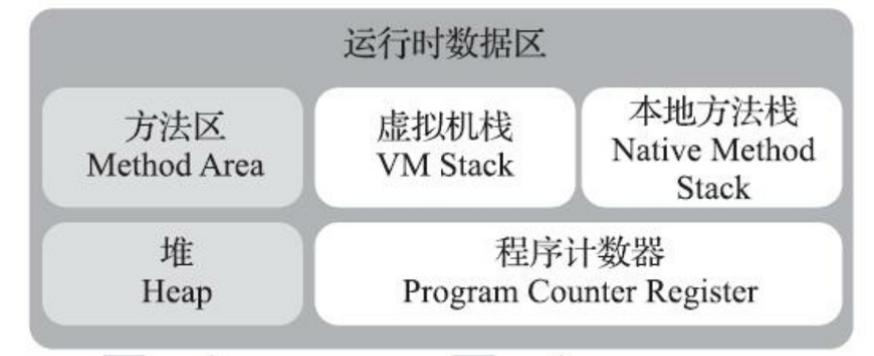 运行时数据区
方法区
Method Area
虚拟机栈
VM Stack
本地方法栈
Native Method
Stack
堆
Heap
程序计数器
Program Counter Register